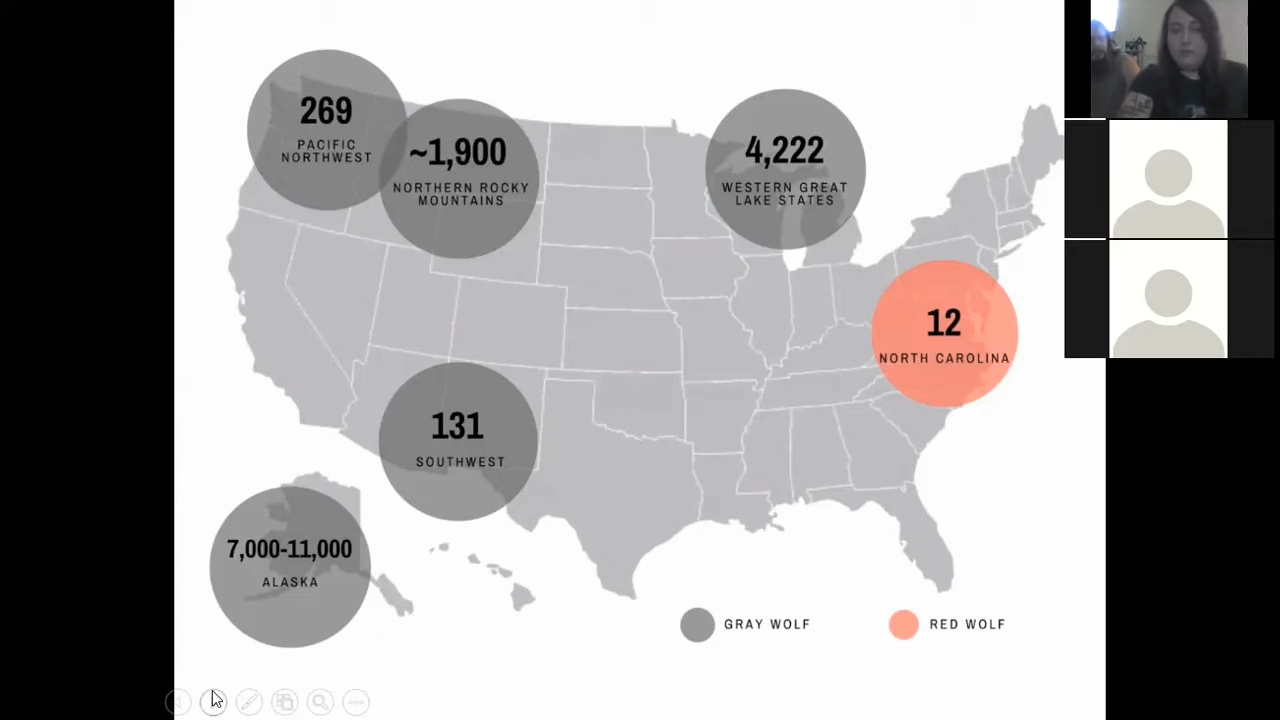 269
PACIFIC
NORTHWEST
~1,900
NORTHERN ROCKY
MOUNTAINS
4,222
WESTERN GREAT
LAKE STATES
12
NORTH CAROLINA
131
SOUTHWEST
7,000-11,000
ALASKA
GRAY WOLF
RED WOLF